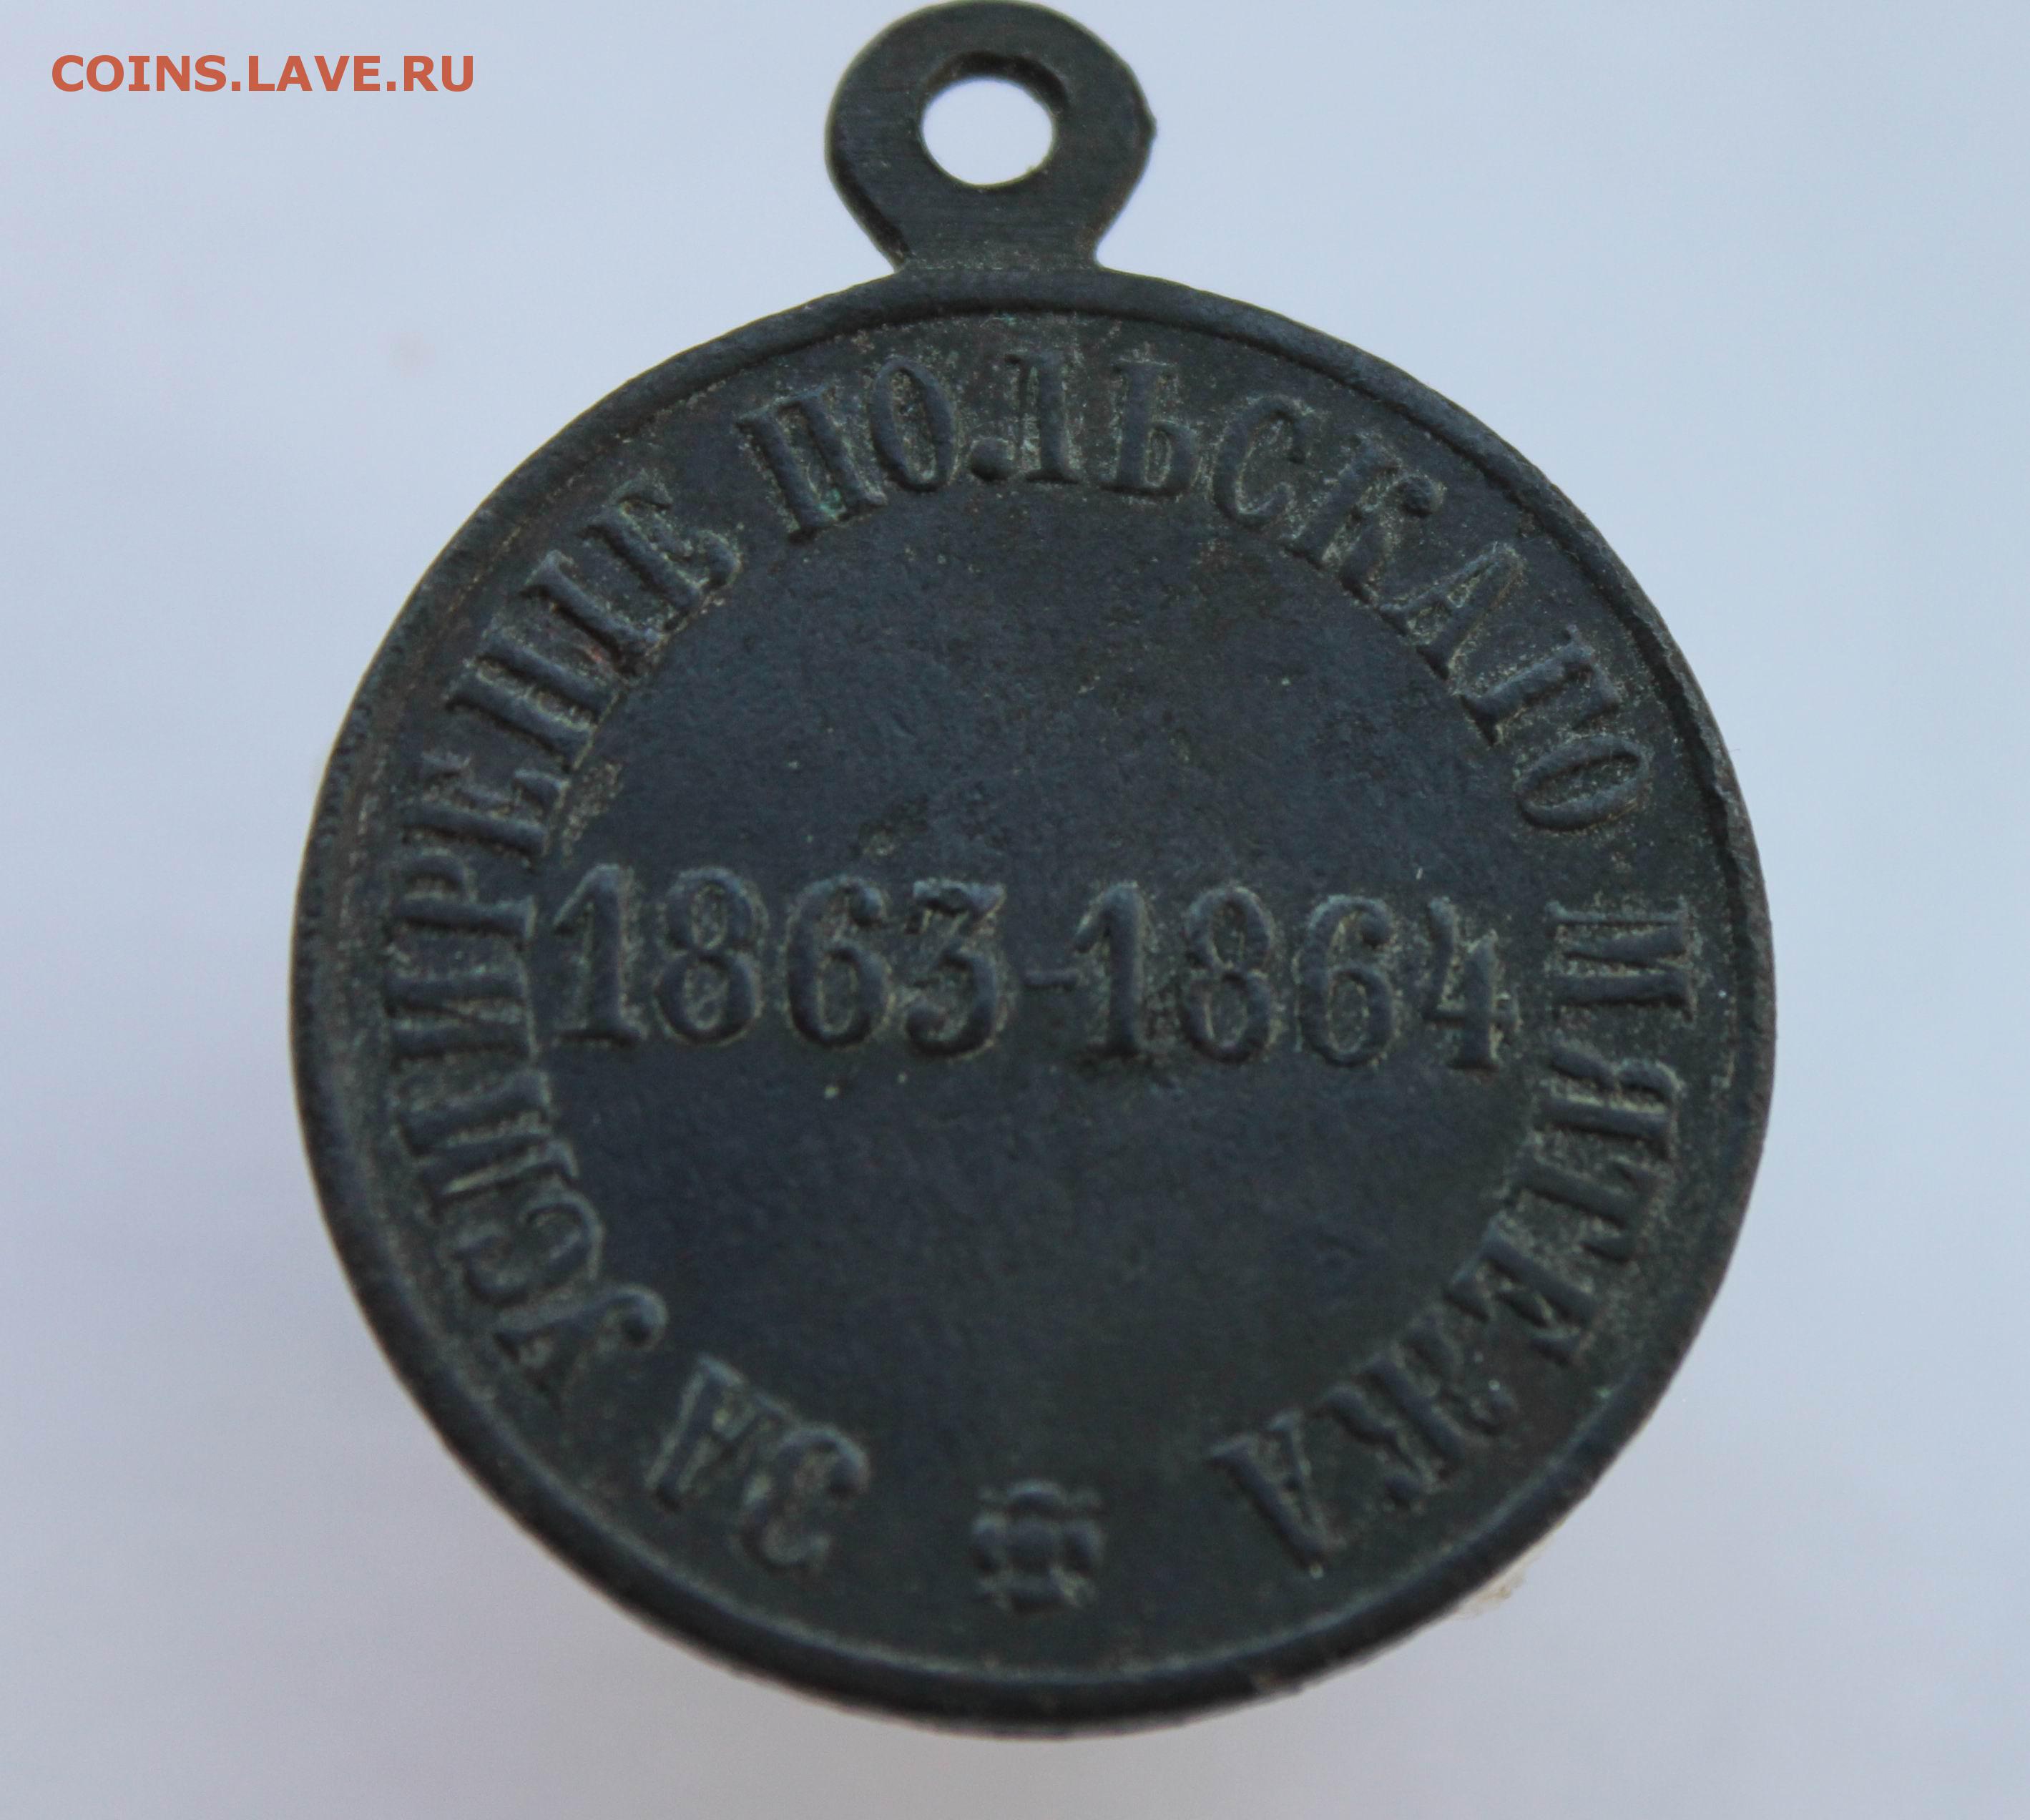 COINS.LAVE.RU
ЗА УСМИРЕНІЕ ПОЛЬСКАГО МЯТЕЖА
1863-1864